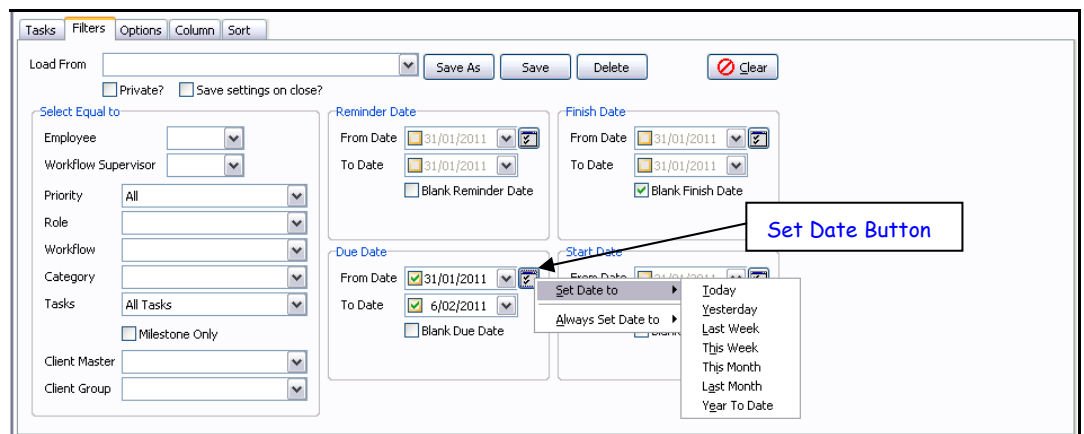 Tasks Filters Options Column Sort
Load From Save As Save Delete Clear
Private? Save settings on close?
Select Equal to
Employee
Workflow Supervisor
Priority All
Role
Workflow
Category
Tasks All Tasks
Milestone Only
Client Master
Client Group
Reminder Date
From Date 31/01/2011
To Date 31/01/2011
Blank Reminder Date
Finish Date
From Date 31/01/2011
To Date 31/01/2011
Blank Finish Date
Set Date Button
Due Date
From Date 31/01/2011
To Date 6/02/2011
Blank Due Date
Start Date
From Date 31/01/2011
Set Date to
Always Set Date to
Today
Yesterday
Last Week
This Week
This Month
Last Month
Year To Date